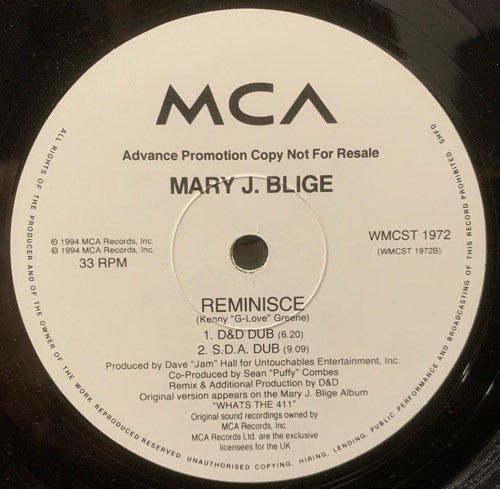 MCA
Advance Promotion Copy Not For Resale
MARY J. BLIGE
℗ 1994 MCA Records, Inc.
© 1994 MCA Records, Inc.
33 RPM
WMCST 1972
(WMCST 1972B)
REMINISCE
(Kenny "G-Love" Greene)
1. D&D DUB (6.20)
2. S.D.A. DUB (9.09)
Produced by Dave "Jam" Hall for Untouchables Entertainment, Inc.
Co-Produced by Sean "Puffy" Combes
Remix & Additional Production by D&D
Original version appears on the Mary J. Blige Album
"WHATS THE 411"
Original sound recordings owned by
MCA Records, Inc.
MCA Records Ltd. are the exclusive
licensees for the UK
ALL RIGHTS OF THE PRODUCER AND OF THE OWNER OF THE WORK REPRODUCED RESERVED. UNAUTHORISED COPYING. HIRING. LENDING. PUBLIC PERFORMANCE AND BROADCASTING OF THIS RECORD PROHIBITED. SHFD